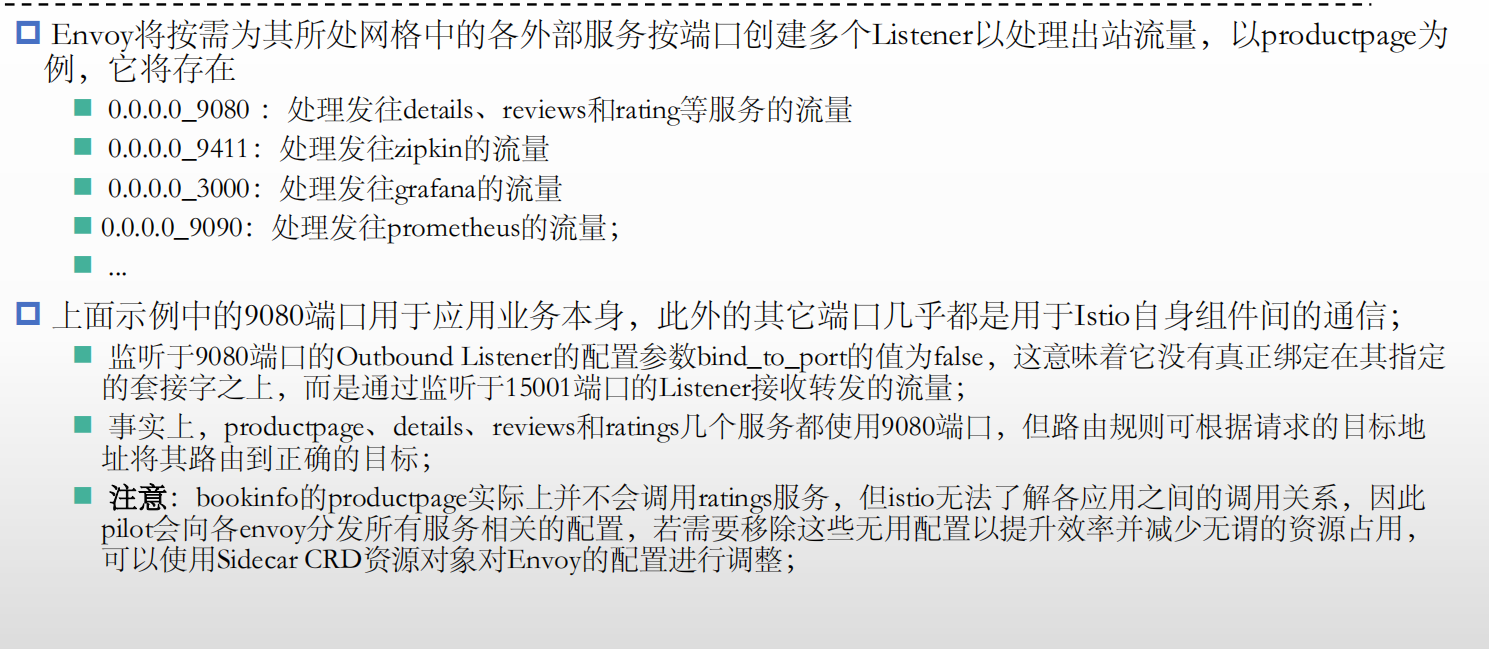 Envoy将按需为其所处网格中的各外部服务按端口创建多个Listener以处理出站流量，以productpage为
例，它将存在
0.0.0.0_9080 ：处理发往details、reviews和rating等服务的流量
0.0.0.0_9411：处理发往zipkin的流量
0.0.0.0_3000：处理发往grafana的流量
0.0.0.0_9090：处理发往prometheus的流量；
...
上面示例中的9080端口用于应用业务本身，此外的其它端口几乎都是用于Istio自身组件间的通信；
监听于9080端口的Outbound Listener的配置参数bind_to_port的值为false，这意味着它没有真正绑定在其指定
的套接字之上，而是通过监听于15001端口的Listener接收转发的流量；
事实上，productpage、details、reviews和ratings几个服务都使用9080端口，但路由规则可根据请求的目标地
址将其路由到正确的目标；
注意：bookinfo的productpage实际上并不会调用ratings服务，但istio无法了解各应用之间的调用关系，因此
pilot会向各envoy分发所有服务相关的配置，若需要移除这些无用配置以提升效率并减少无谓的资源占用，
可以使用Sidecar CRD资源对象对Envoy的配置进行调整；